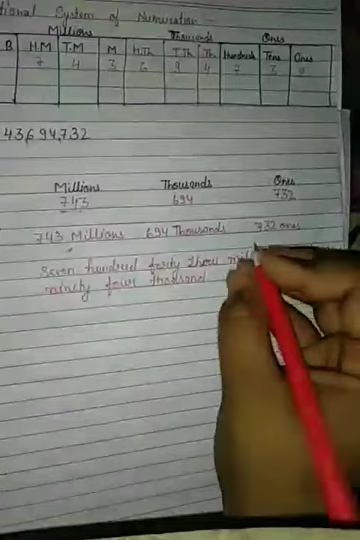 tional System of Numeration
Millions Thousands Ones
B H.M T.M M H.Th T.Th Th Hundreds Tens Ones
7 4 3 6 9 4 7 3 2
43,694,732
Millions Thousands Ones
743 694 732
743 Millions 694 Thousands 732 ones
Seven hundred forty three
ninety four thousand